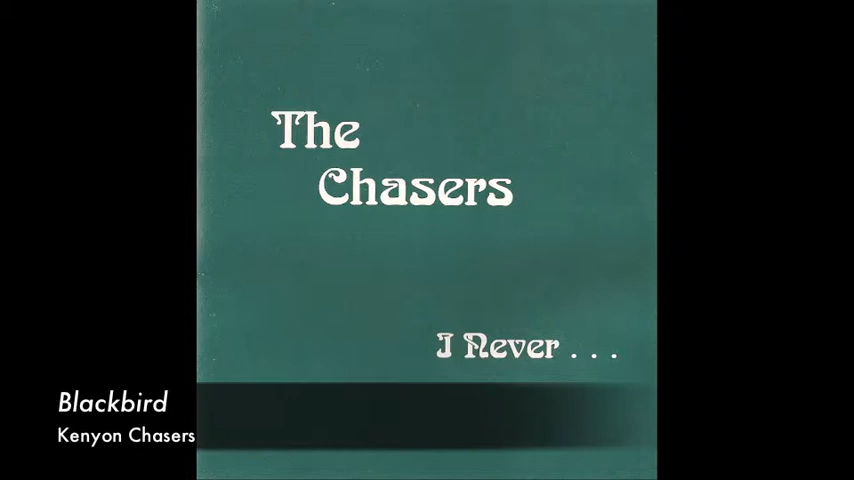 The
Chasers
I Never . . .
Blackbird
Kenyon Chasers